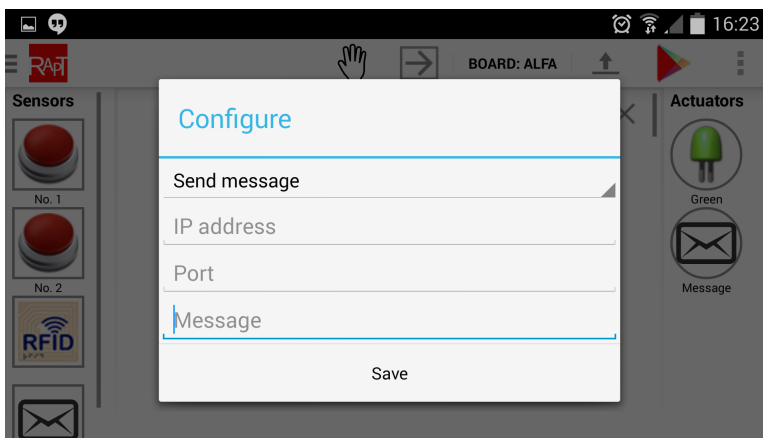 16:23
RAPT
BOARD: ALFA
Sensors
Actuators
Configure
Send message
IP address
Port
Message
Save
No. 1
No. 2
RFID
Green
Message